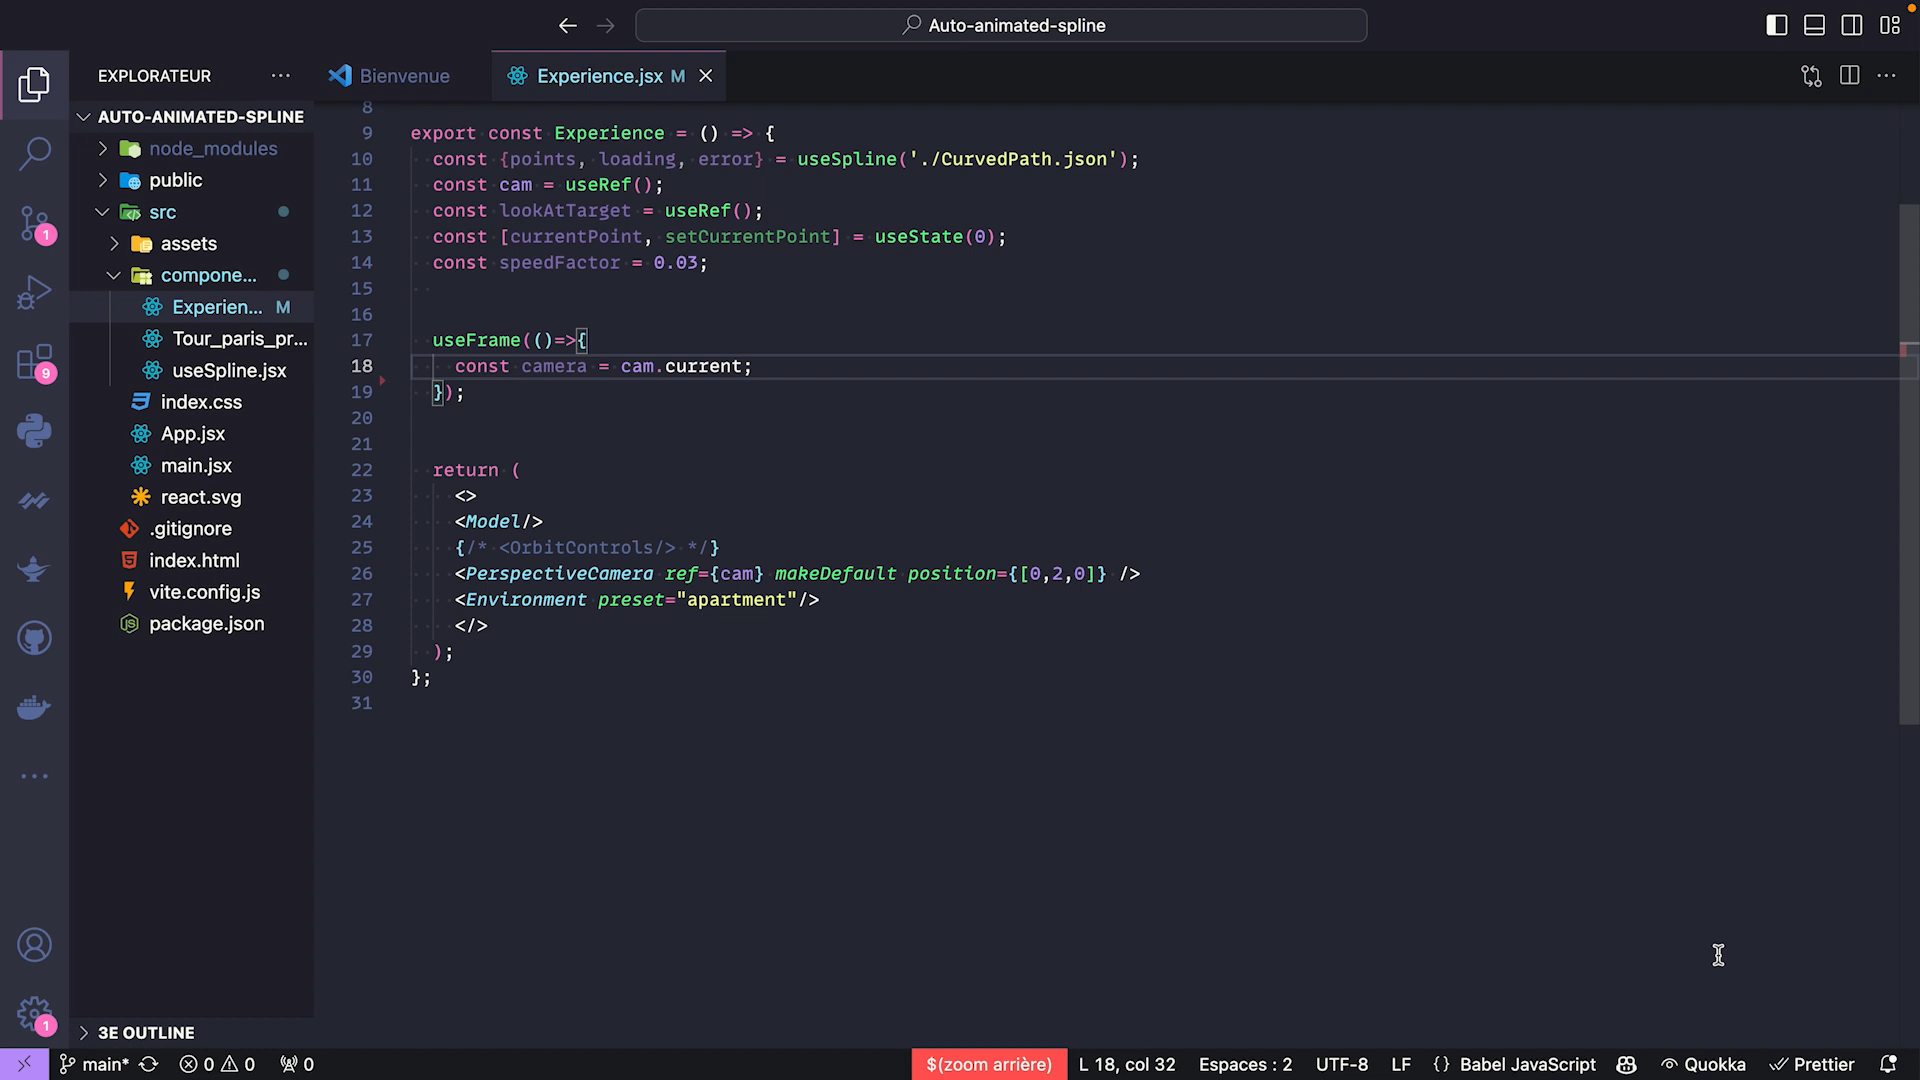 Auto-animated-spline
EXPLORATEUR
Bienvenue
Experience.jsx M
AUTO-ANIMATED-SPLINE
node_modules
public
src
assets
compone...
Experien... M
Tour_paris_pr...
useSpline.jsx
index.css
App.jsx
main.jsx
react.svg
.gitignore
index.html
vite.config.js
package.json
3E OUTLINE
1
9
1
8
9 export const Experience = () => {
10 const {points, loading, error} = useSpline('./CurvedPath.json');
11 const cam = useRef();
12 const lookAtTarget = useRef();
13 const [currentPoint, setCurrentPoint] = useState(0);
14 const speedFactor = 0.03;
15
16
17 useFrame(()=>{
18 const camera = cam.current;
19 });
20
21
22 return (
23 <>
24 <Model/>
25 {/* <OrbitControls/> */}
26 <PerspectiveCamera ref={cam} makeDefault position={[0,2,0]} />
27 <Environment preset="apartment"/>
28 </>
29 );
30 };
31
main* 0 0 0 $(zoom arrière) L 18, col 32 Espaces : 2 UTF-8 LF {} Babel JavaScript Quokka Prettier